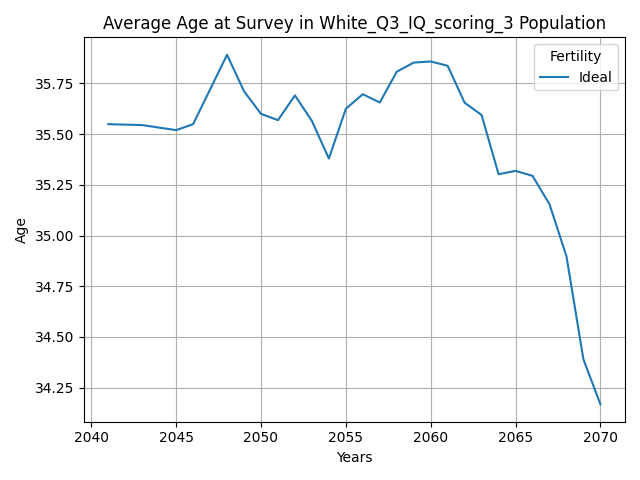 Average Age at Survey in White_Q3_IQ_scoring_3 Population
Fertility
Ideal
35.75
35.50
35.25
35.00
34.75
34.50
34.25
Age
2040 2045 2050 2055 2060 2065 2070
Years